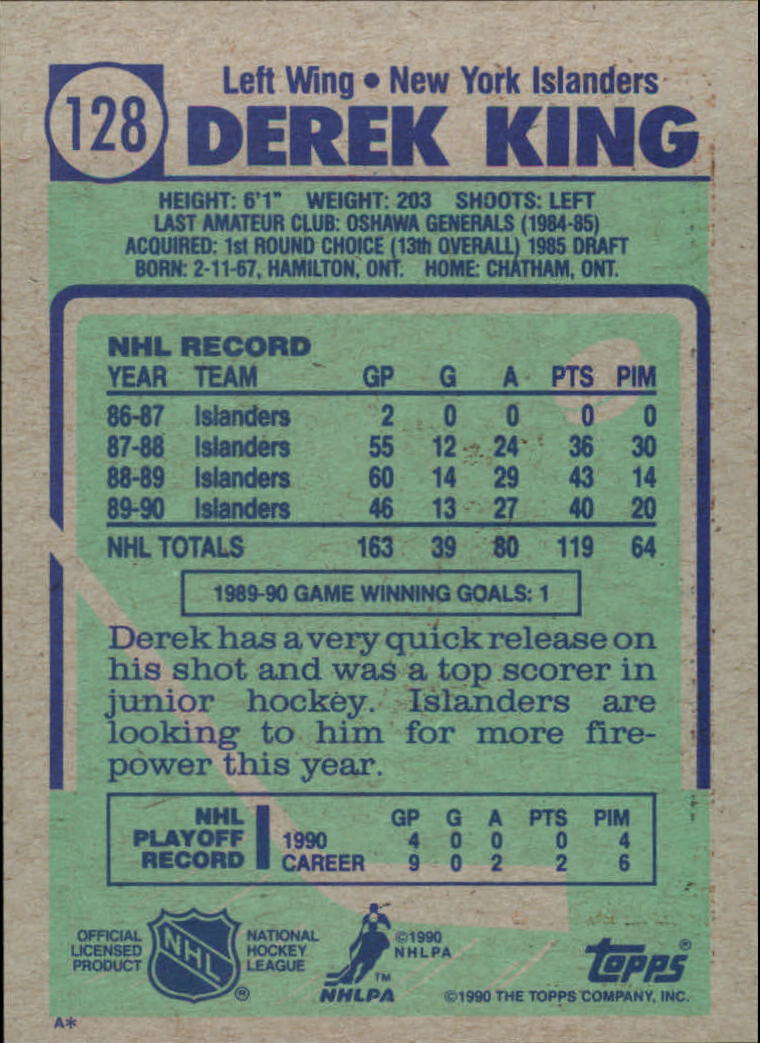 128
Left Wing • New York Islanders
DEREK KING
HEIGHT: 6'1" WEIGHT: 203 SHOOTS: LEFT
LAST AMATEUR CLUB: OSHAWA GENERALS (1984-85)
ACQUIRED: 1st ROUND CHOICE (13th OVERALL) 1985 DRAFT
BORN: 2-11-67, HAMILTON, ONT. HOME: CHATHAM, ONT.
NHL RECORD
YEAR TEAM GP G A PTS PIM
86-87 Islanders 2 0 0 0 0
87-88 Islanders 55 12 24 36 30
88-89 Islanders 60 14 29 43 14
89-90 Islanders 46 13 27 40 20
NHL TOTALS 163 39 80 119 64
1989-90 GAME WINNING GOALS: 1
Derek has a very quick release on
his shot and was a top scorer in
junior hockey. Islanders are
looking to him for more fire-
power this year.
NHL PLAYOFF RECORD
GP G A PTS PIM
1990 4 0 0 0 4
CAREER 9 0 2 2 6
OFFICIAL
LICENSED
PRODUCT
NHL
®
NATIONAL
HOCKEY
LEAGUE
TM
NHLPA
©1990
NHLPA
topps®
©1990 THE TOPPS COMPANY, INC.
A*